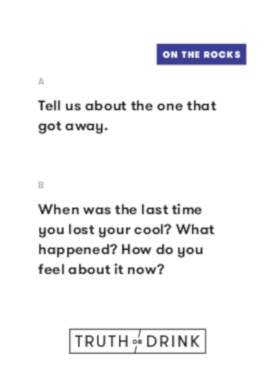 ON THE ROCKS
A
Tell us about the one that
got away.
B
When was the last time
you lost your cool? What
happened? How do you
feel about it now?
TRUTH OR DRINK